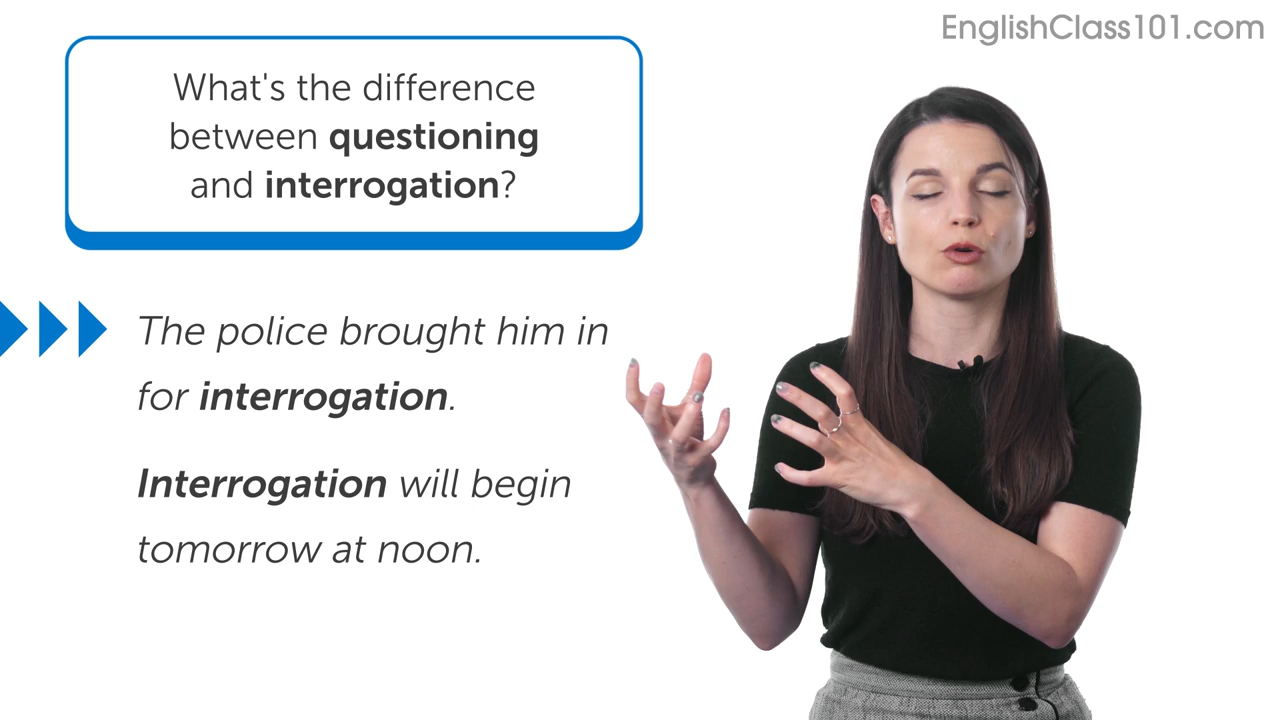 EnglishClass101.com
What's the difference
between questioning
and interrogation?
The police brought him in
for interrogation.
Interrogation will begin
tomorrow at noon.